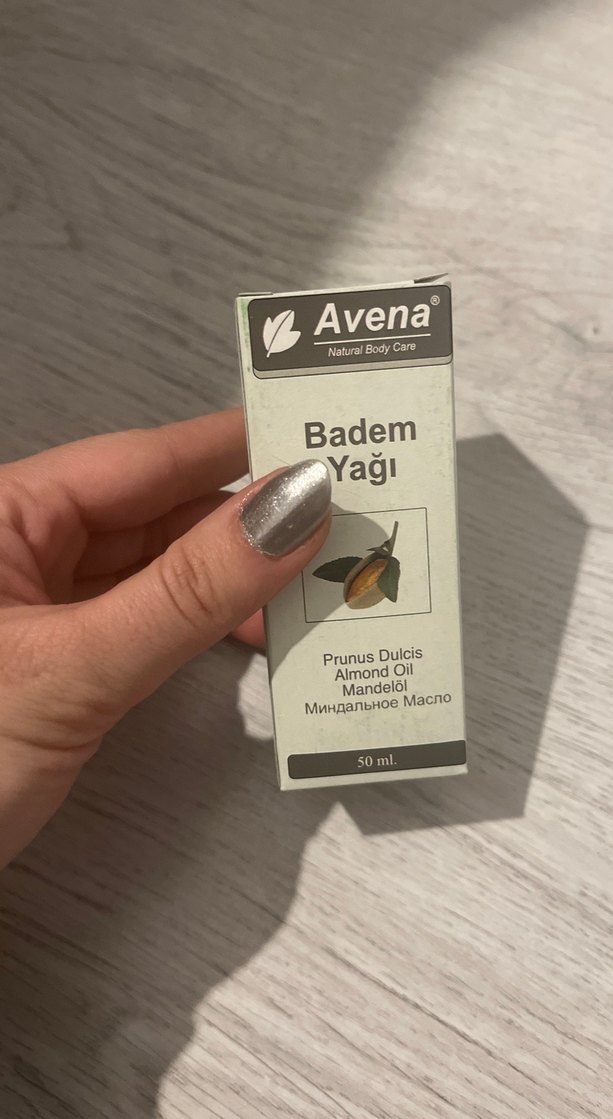 Avena®
Natural Body Care
Badem
Yağı
Prunus Dulcis
Almond Oil
Mandelöl
Миндальное Масло
50 ml.